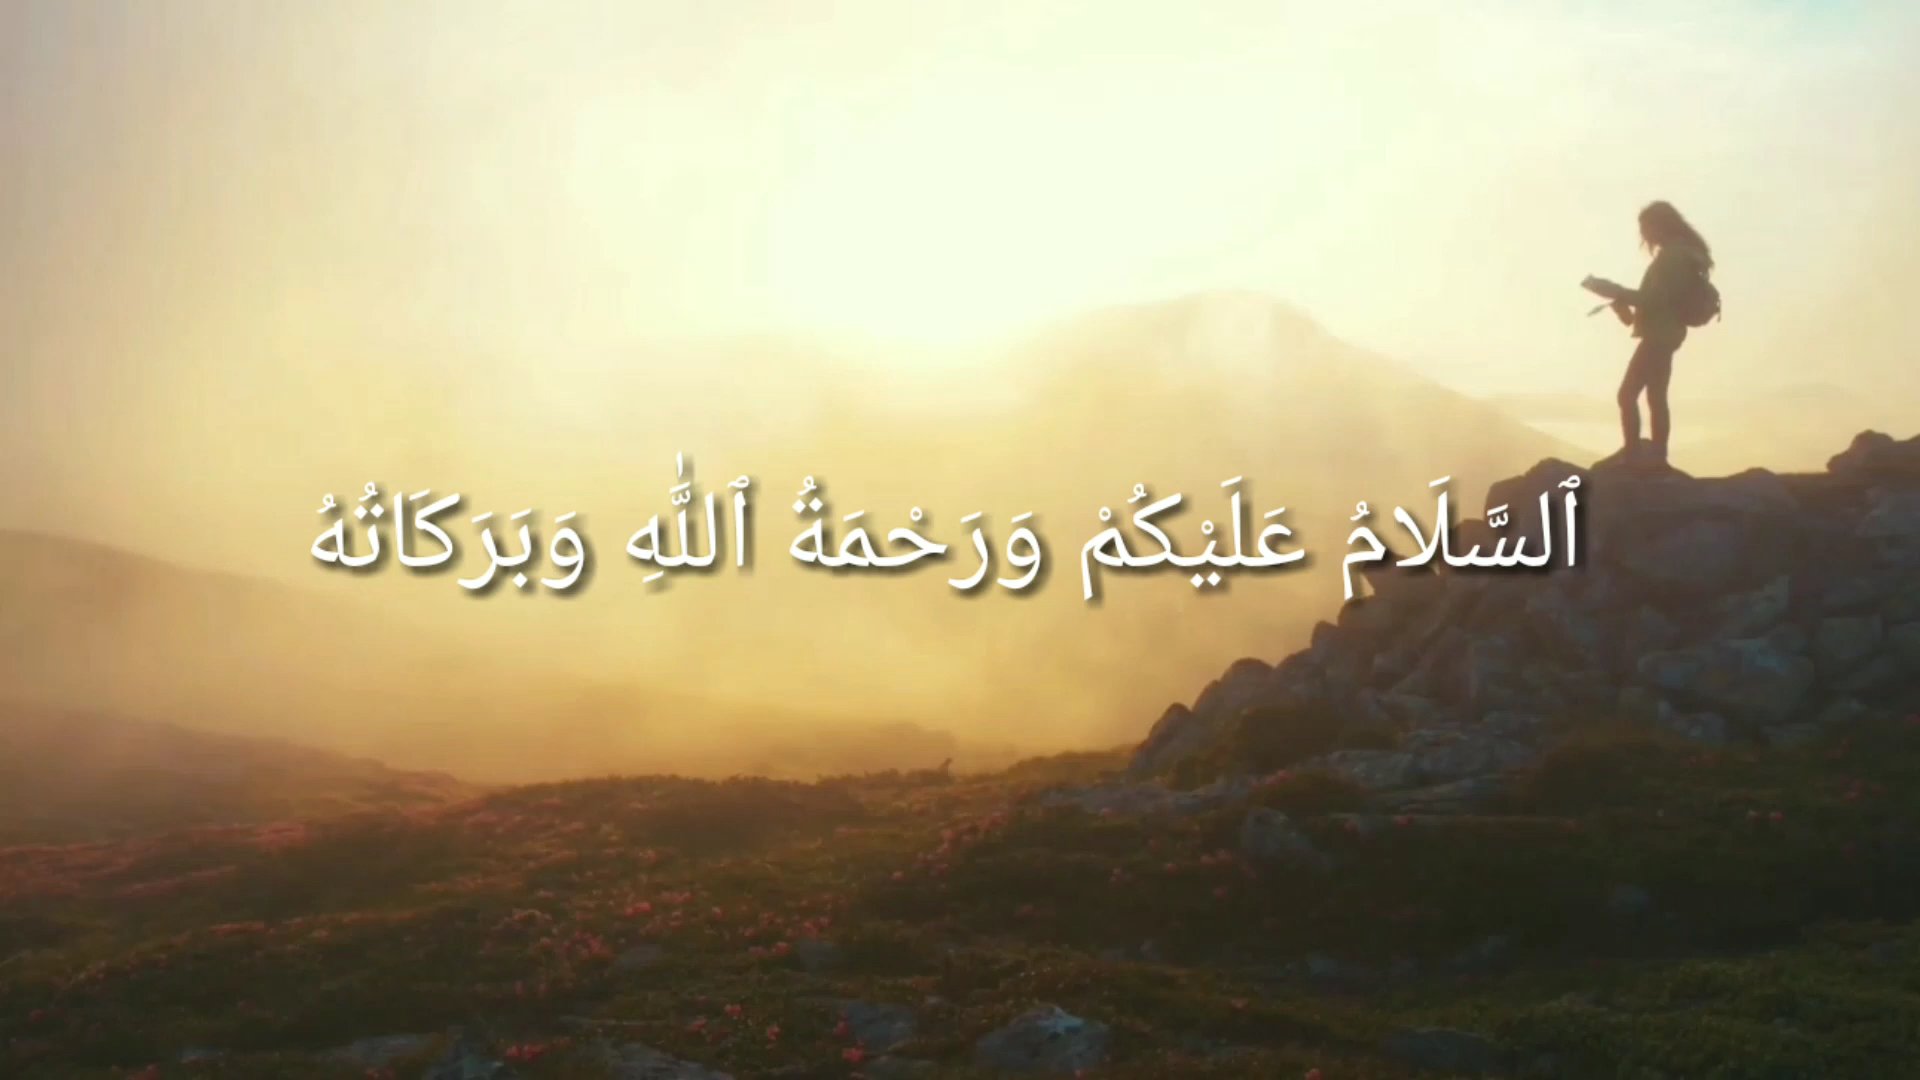 ٱلسَّلَامُ عَلَيْكُمْ وَرَحْمَةُ ٱللَّٰهِ وَبَرَكَاتُهُ